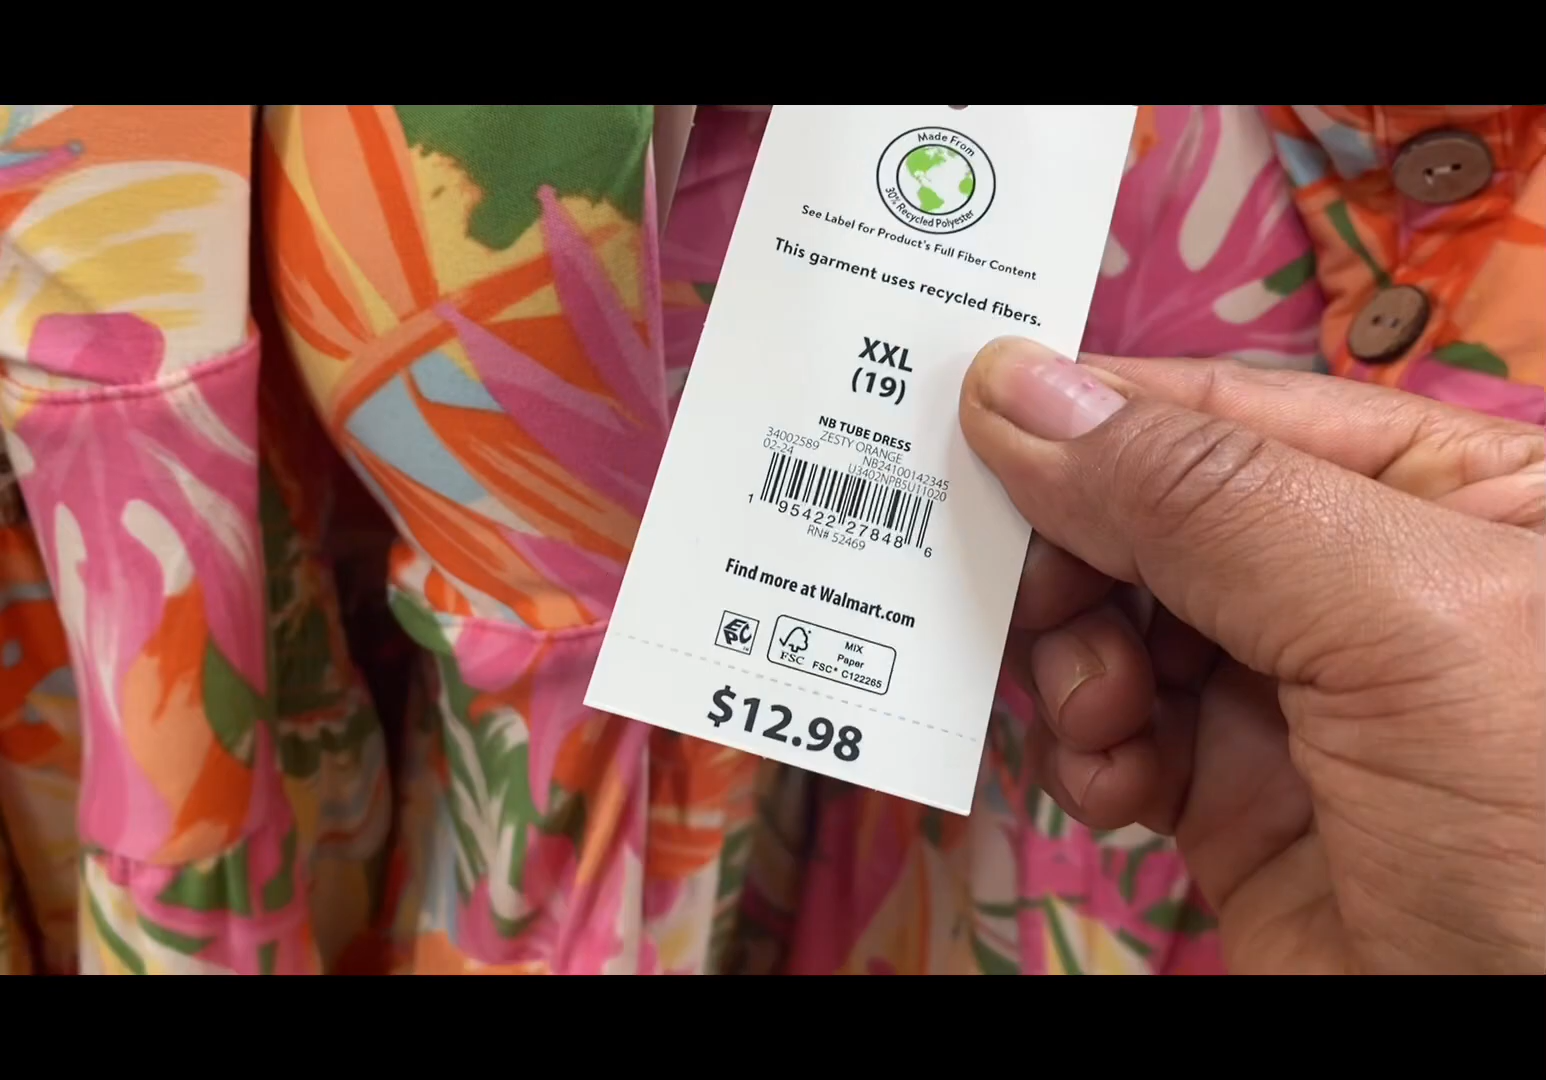 Made From
30% Recycled Polyester
See Label for Product's Full Fiber Content
This garment uses recycled fibers.
XXL
(19)
NB TUBE DRESS
ZESTY ORANGE
34002589 NB24100142345
02-24 U3402NPB5U11020
1 95422 27848 6
RN# 52469
Find more at Walmart.com
EPC
FSC
MIX
Paper
FSC® C122265
$12.98